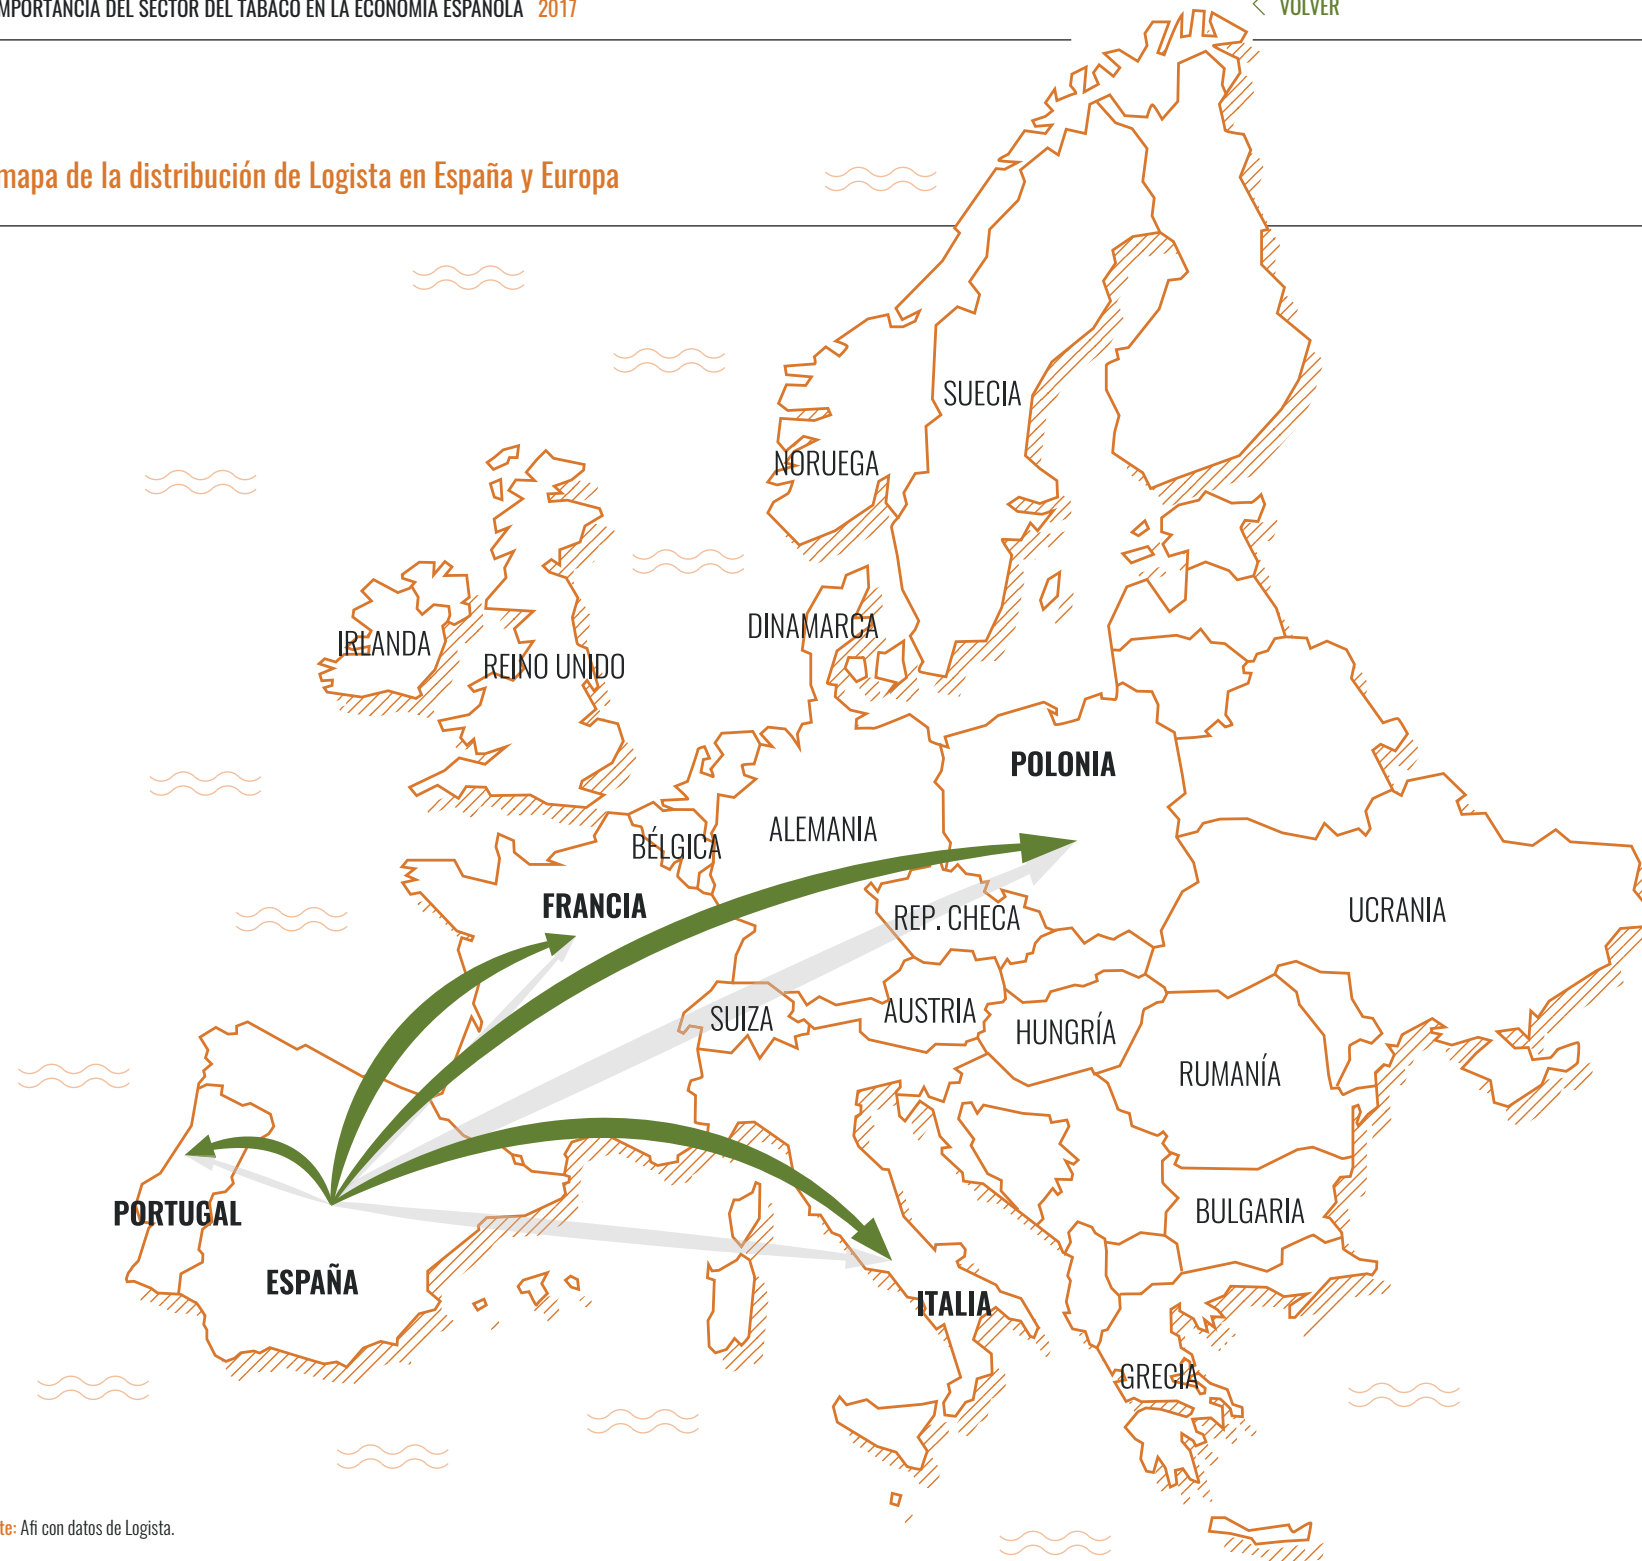 MPORTANCIA DEL SECTOR DEL TABACO EN LA ECONOMÍA ESPAÑOLA 2017
VOLVER
mapa de la distribución de Logista en España y Europa
SUECIA
NORUEGA
DINAMARCA
IRLANDA
REINO UNIDO
POLONIA
ALEMANIA
BÉLGICA
FRANCIA
REP. CHECA
UCRANIA
SUIZA
AUSTRIA
HUNGRÍA
RUMANÍA
PORTUGAL
BULGARIA
ESPAÑA
ITALIA
GRECIA
te: Afi con datos de Logista.